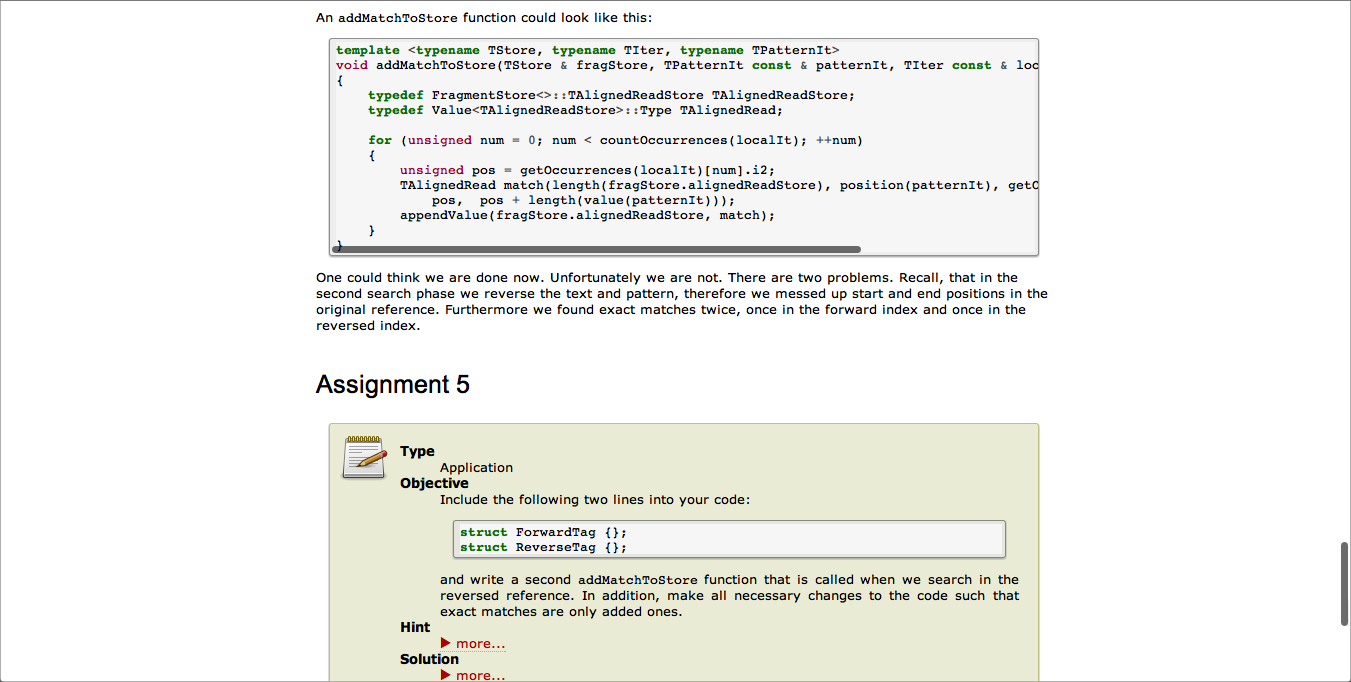 An addMatchToStore function could look like this:
template <typename TStore, typename TIter, typename TPatternIt>
void addMatchToStore(TStore & fragStore, TPatternIt const & patternIt, TIter const & loc
{
    typedef FragmentStore<>::TAlignedReadStore TAlignedReadStore;
    typedef Value<TAlignedReadStore>::Type TAlignedRead;
    for (unsigned num = 0; num < countOccurrences(localIt); ++num)
    {
        unsigned pos = getOccurrences(localIt)[num].i2;
        TAlignedRead match(length(fragStore.alignedReadStore), position(patternIt), getO
            pos,  pos + length(value(patternIt)));
        appendValue(fragStore.alignedReadStore, match);
    }
}
One could think we are done now. Unfortunately we are not. There are two problems. Recall, that in the
second search phase we reverse the text and pattern, therefore we messed up start and end positions in the
original reference. Furthermore we found exact matches twice, once in the forward index and once in the
reversed index.
Assignment 5
Type
Application
Objective
Include the following two lines into your code:
struct ForwardTag {};
struct ReverseTag {};
and write a second addMatchToStore function that is called when we search in the
reversed reference. In addition, make all necessary changes to the code such that
exact matches are only added ones.
Hint
more...
Solution
more...